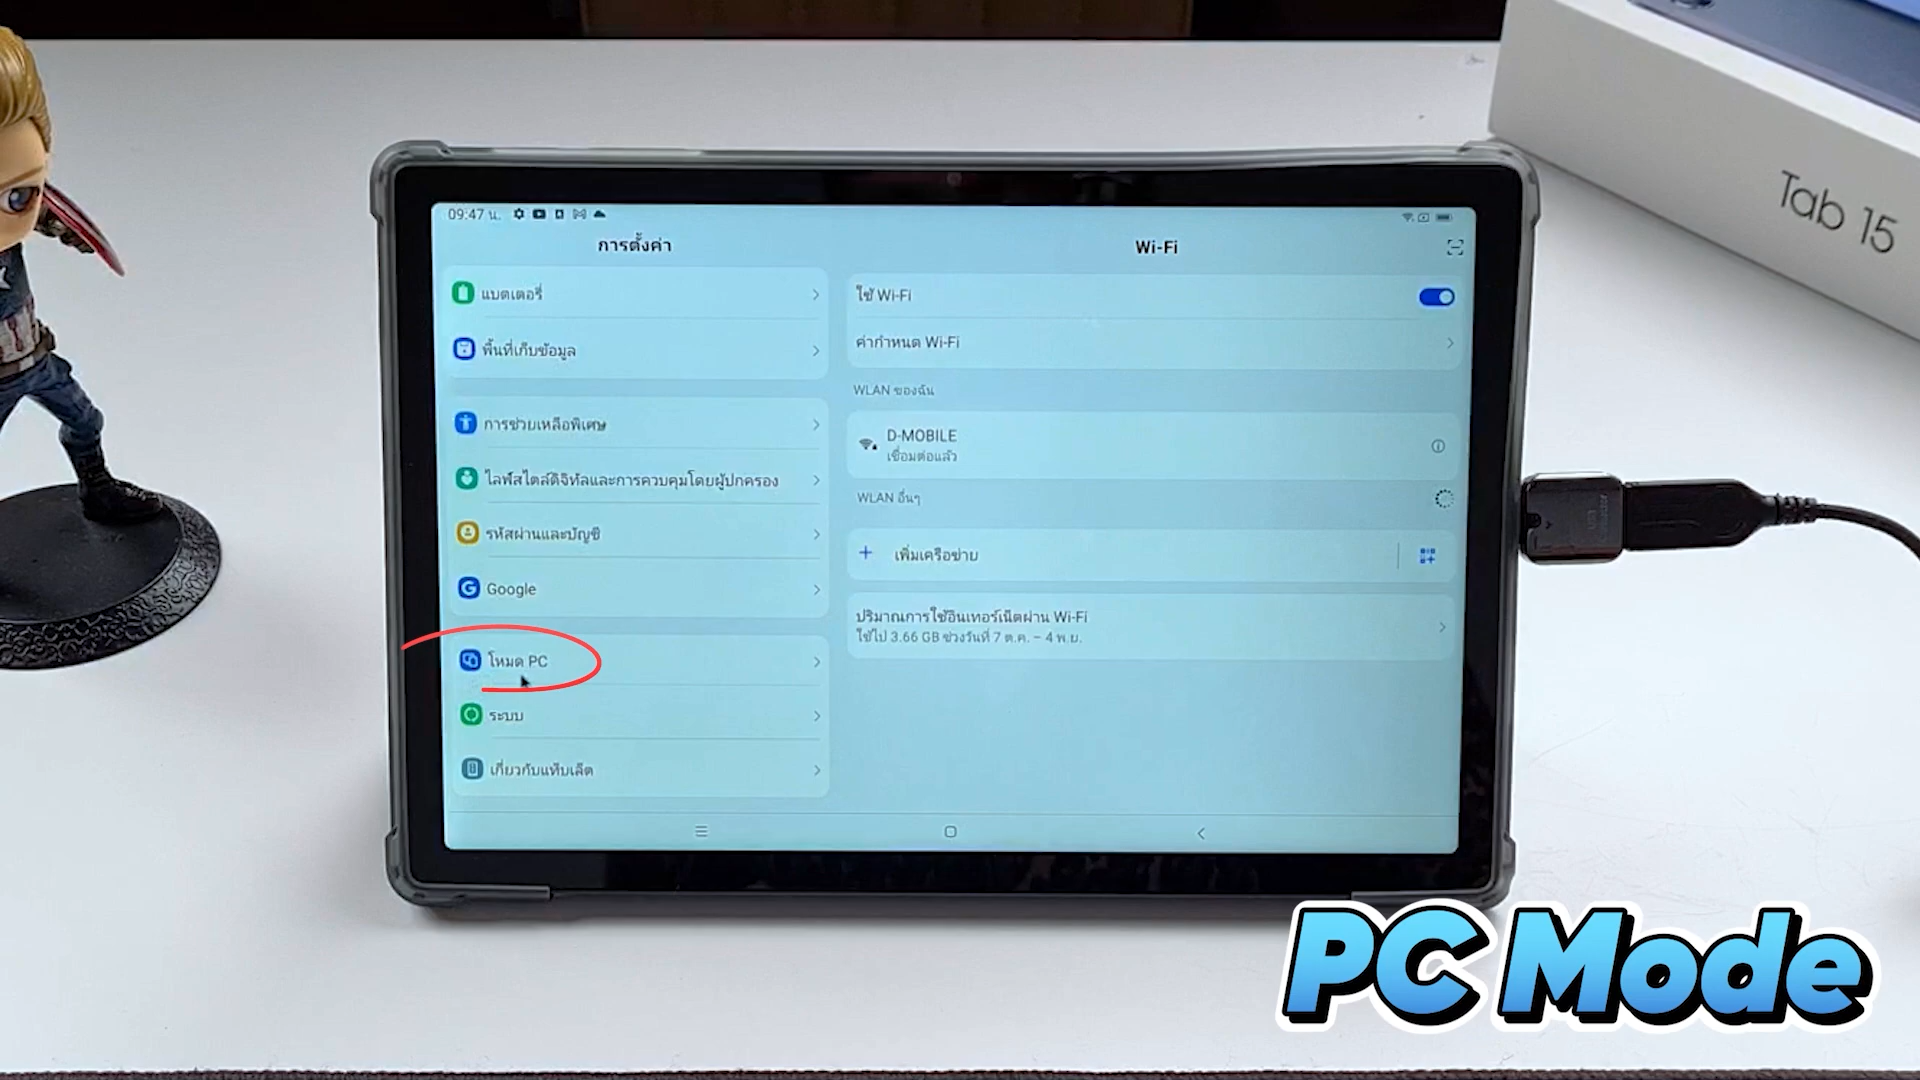 Tab 15
09:47 น.
การตั้งค่า
แบตเตอรี่
พื้นที่เก็บข้อมูล
การช่วยเหลือพิเศษ
ไลฟ์สไตล์ดิจิทัลและการควบคุมโดยผู้ปกครอง
รหัสผ่านและบัญชี
Google
โหมด PC
ระบบ
เกี่ยวกับแท็บเล็ต
Wi-Fi
ใช้ Wi-Fi
ค่ากำหนด Wi-Fi
WLAN ของฉัน
D-MOBILE
เชื่อมต่อแล้ว
WLAN อื่นๆ
เพิ่มเครือข่าย
ปริมาณการใช้อินเทอร์เน็ตผ่าน Wi-Fi
ใช้ไป 3.66 GB ช่วงวันที่ 7 ต.ค. – 4 พ.ย.
PC Mode